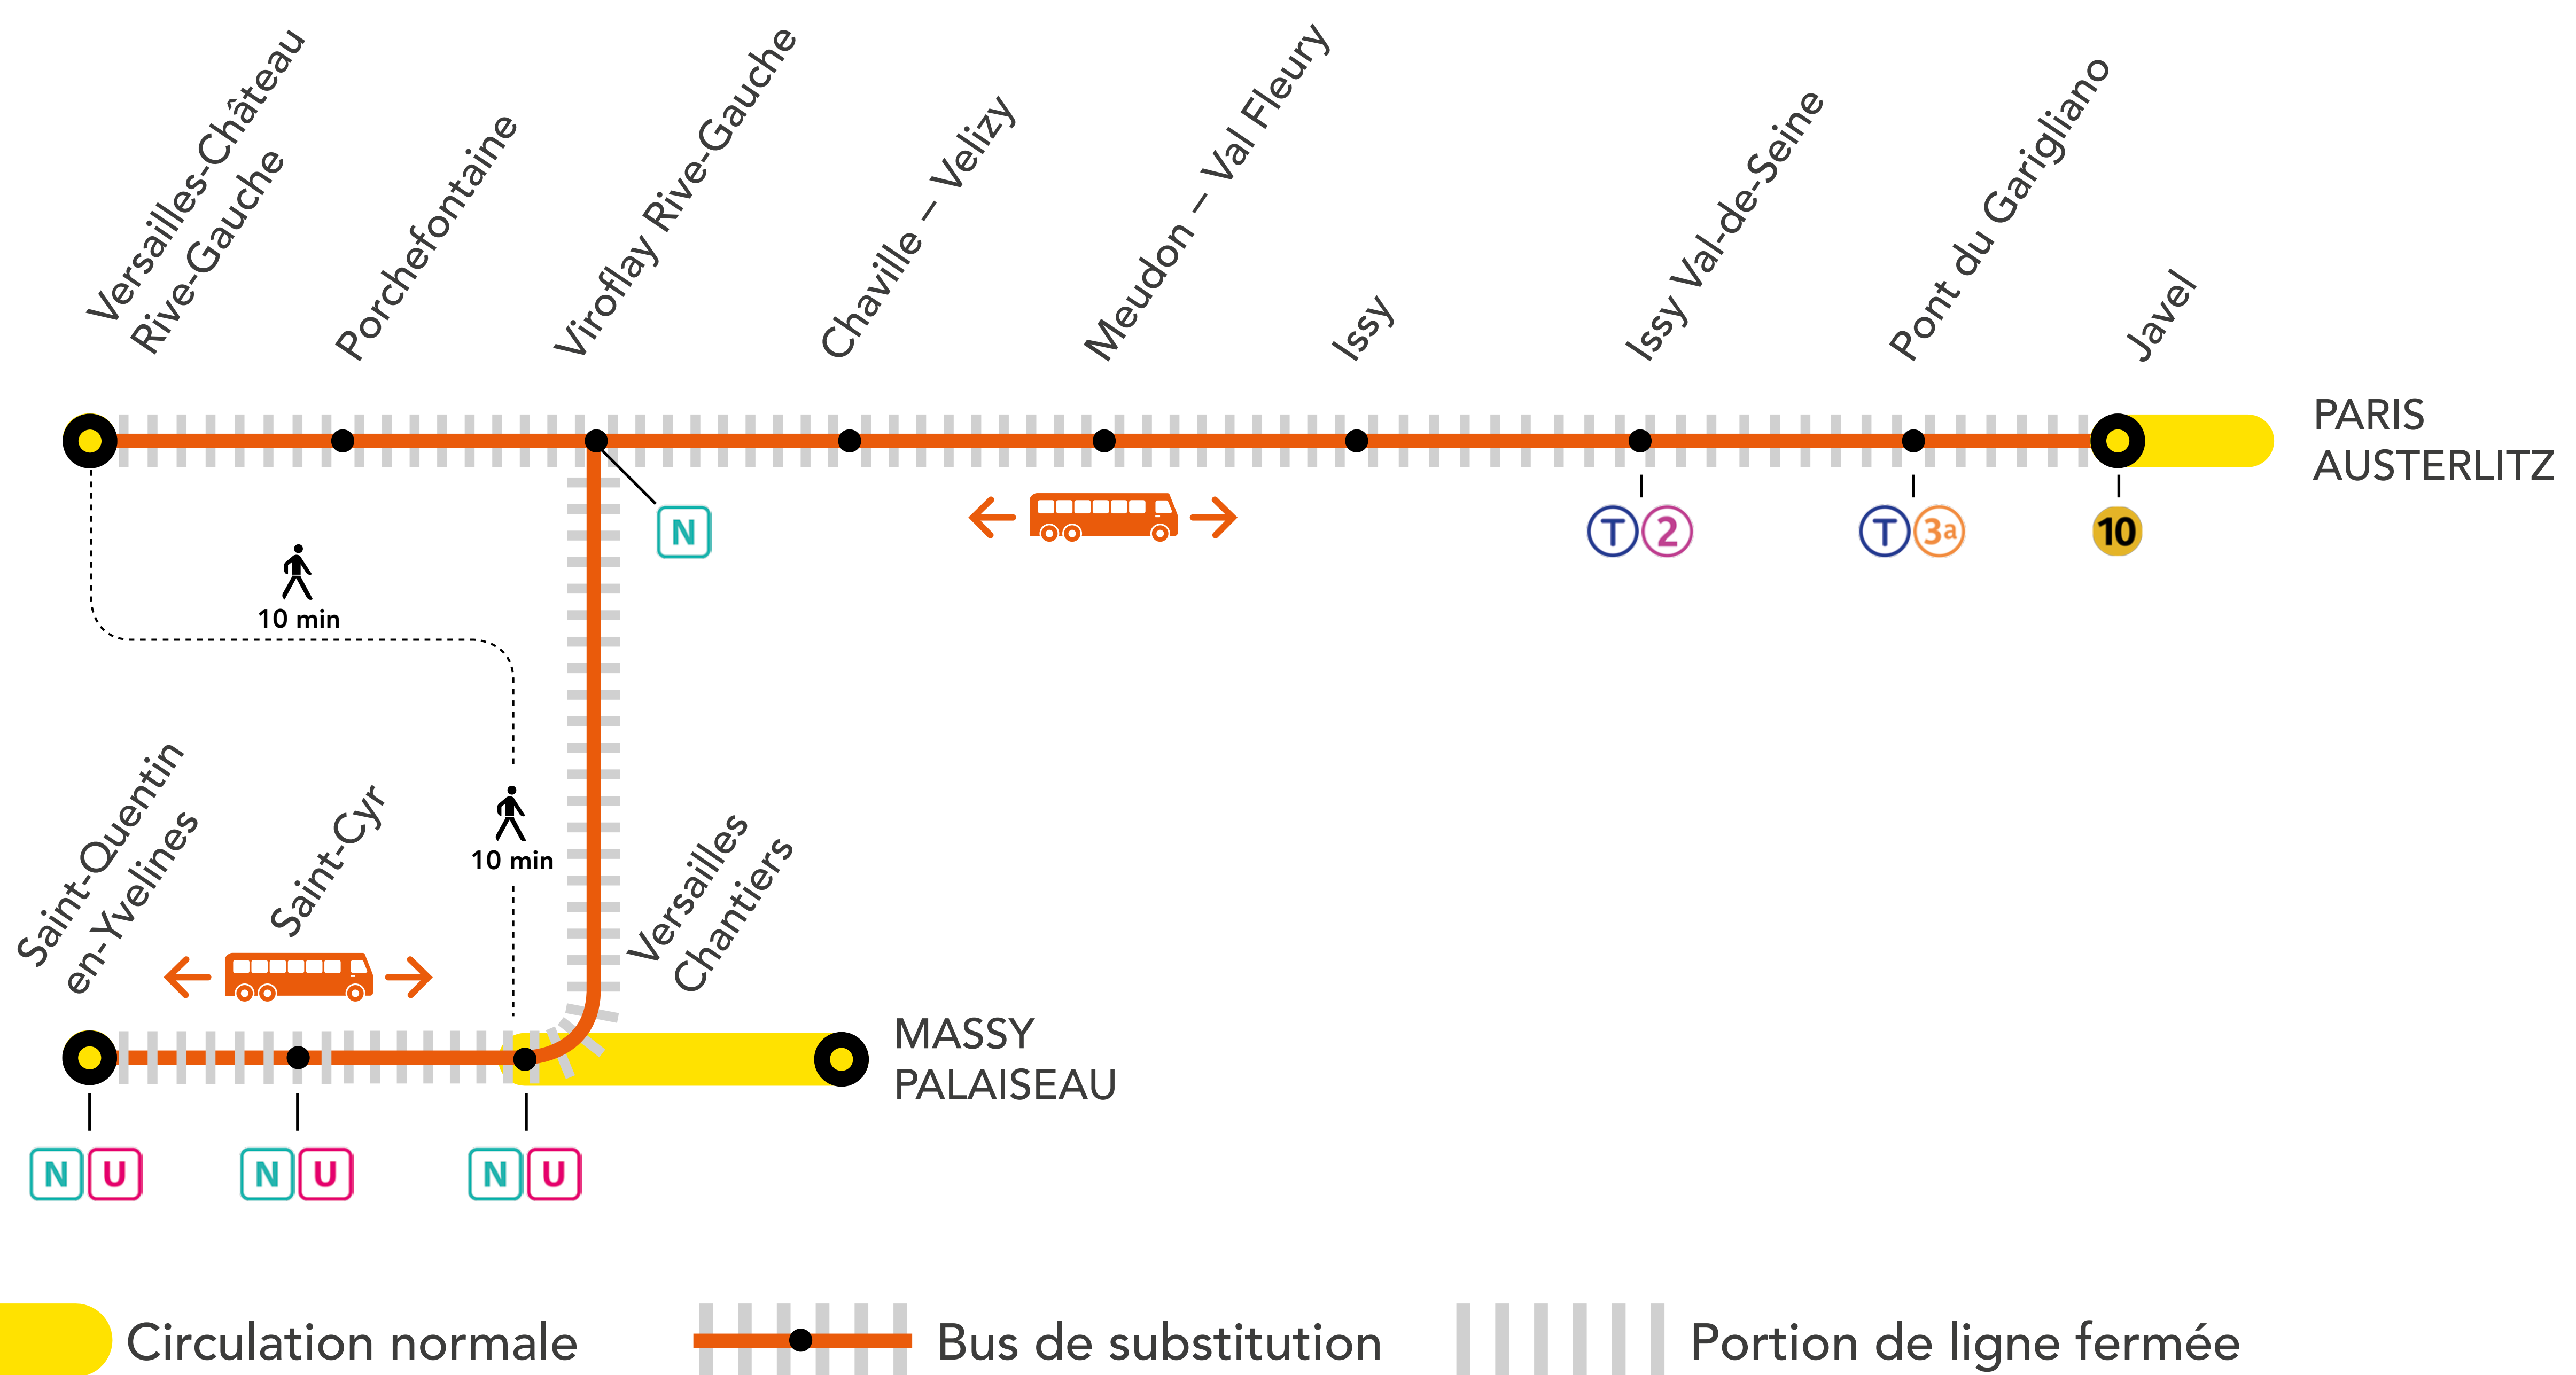 Versailles-Château
Rive-Gauche
Porchefontaine
Viroflay Rive-Gauche
Chaville – Velizy
Meudon – Val Fleury
Issy
Issy Val-de-Seine
Pont du Garigliano
Javel
PARIS
AUSTERLITZ
N
T 2
T 3a
10
10 min
10 min
Saint-Quentin
en-Yvelines
Saint-Cyr
Versailles
Chantiers
MASSY
PALAISEAU
N U
N U
N U
Circulation normale
Bus de substitution
Portion de ligne fermée